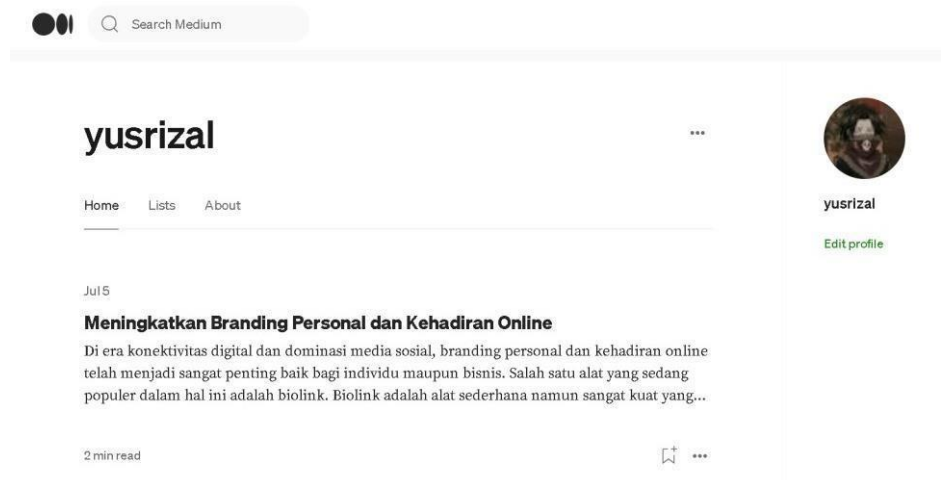 Search Medium
yusrizal
Home Lists About
Jul 5
Meningkatkan Branding Personal dan Kehadiran Online
Di era konektivitas digital dan dominasi media sosial, branding personal dan kehadiran online
telah menjadi sangat penting baik bagi individu maupun bisnis. Salah satu alat yang sedang
populer dalam hal ini adalah biolink. Biolink adalah alat sederhana namun sangat kuat yang...
2 min read
yusrizal
Edit profile